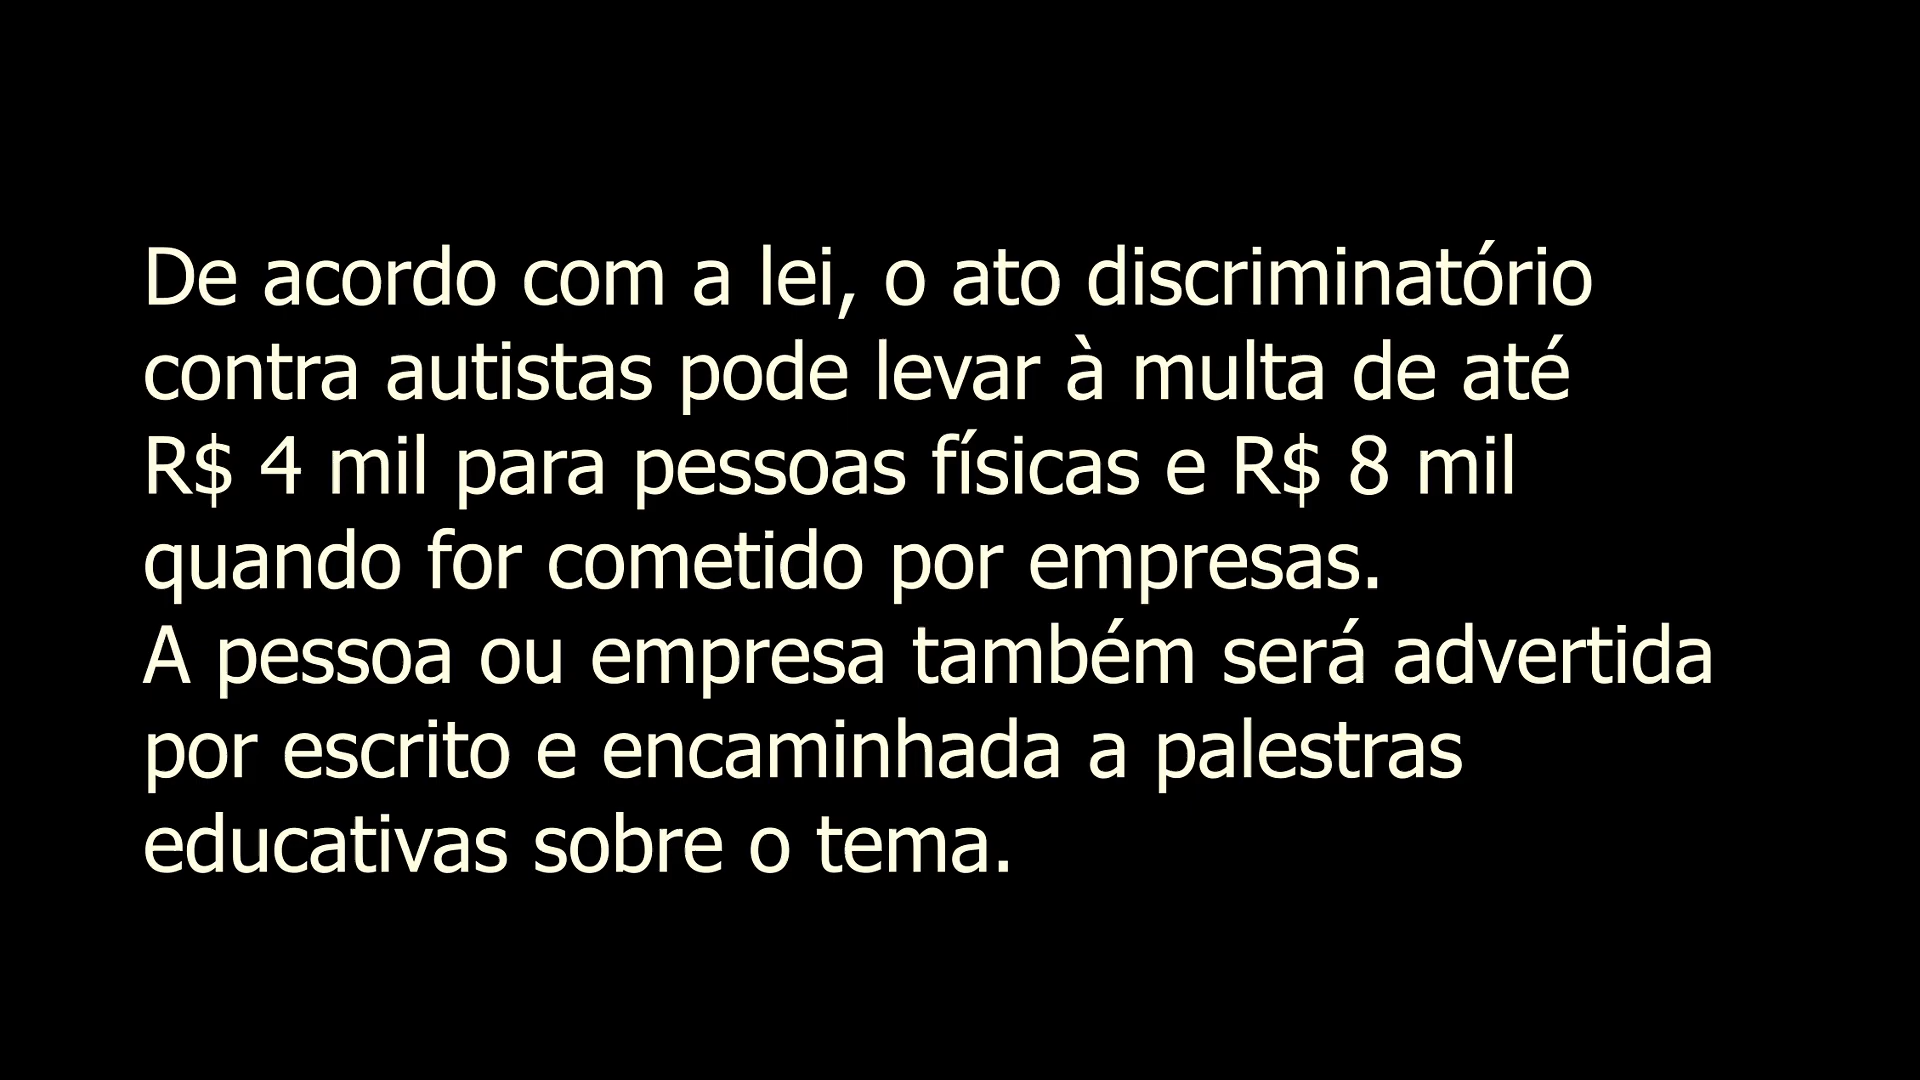 De acordo com a lei, o ato discriminatório
contra autistas pode levar à multa de até
R$ 4 mil para pessoas físicas e R$ 8 mil
quando for cometido por empresas.
A pessoa ou empresa também será advertida
por escrito e encaminhada a palestras
educativas sobre o tema.